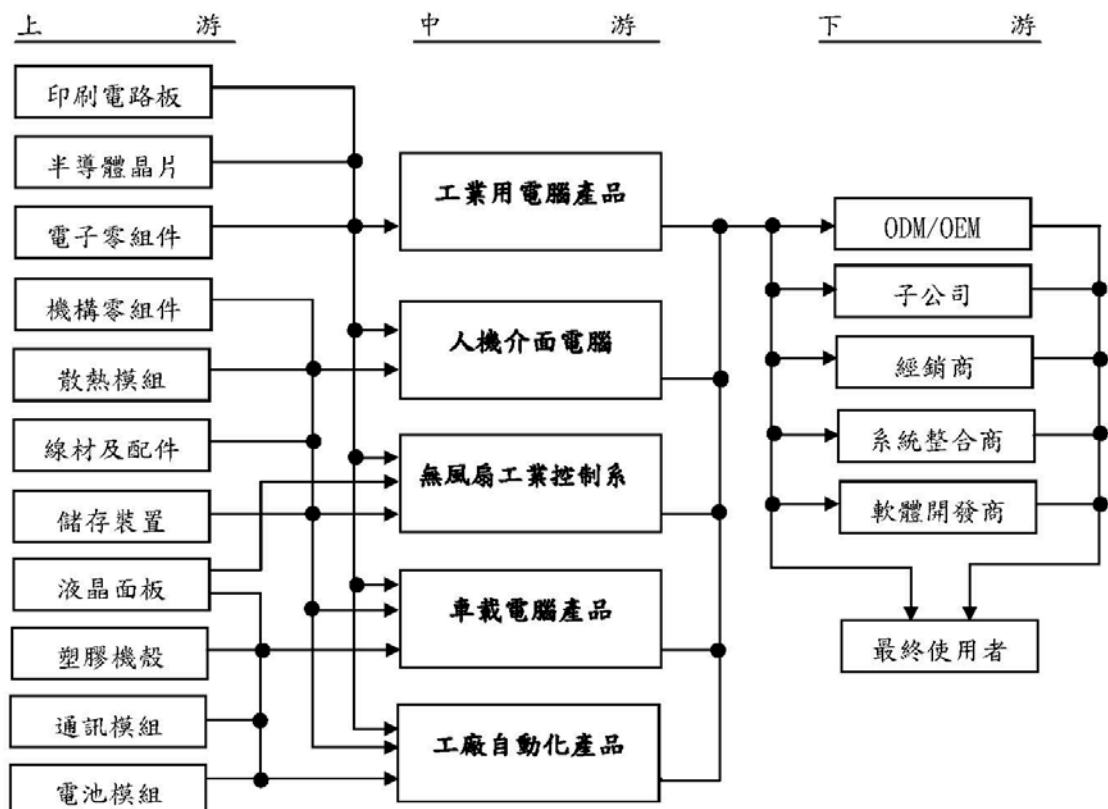 上 游
中 游
下 游
印刷電路板
半導體晶片
電子零組件
機構零組件
散熱模組
線材及配件
儲存裝置
液晶面板
塑膠機殼
通訊模組
電池模組
工業用電腦產品
人機介面電腦
無風扇工業控制系
車載電腦產品
工廠自動化產品
ODM/OEM
子公司
經銷商
系統整合商
軟體開發商
最終使用者